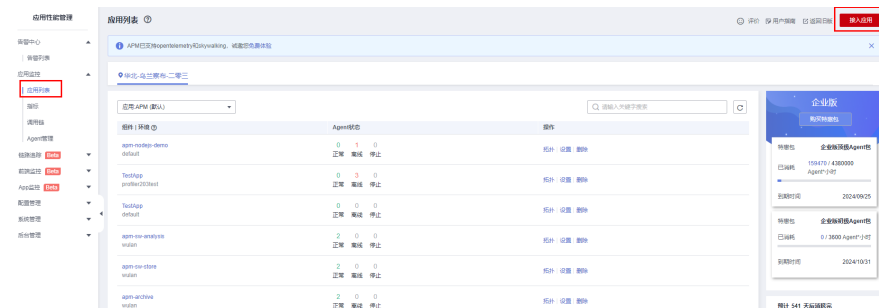 应用性能管理
告警中心
告警列表
应用监控
应用列表
指标
调用链
Agent管理
链路追踪 Beta
前端监控 Beta
App监控 Beta
配置管理
系统管理
后台管理
应用列表
评价 用户指南 返回旧版 接入应用
APM已支持opentelemetry和skywalking，诚邀您免费体验
华北-乌兰察布-二零三
应用:APM (默认)
请输入关键字搜索
组件 | 环境 Agent状态 操作
apm-nodejs-demo 0 1 0
default 正常 离线 停止 拓扑 设置 删除
TestApp 0 3 0
profiler203test 正常 离线 停止 拓扑 设置 删除
TestApp 0 0 0
default 正常 离线 停止 拓扑 设置 删除
apm-sw-analysis 2 0 0
wulan 正常 离线 停止 拓扑 设置 删除
apm-sw-store 2 0 0
wulan 正常 离线 停止 拓扑 设置 删除
apm-archive 2 0 0
wulan 正常 离线 停止 拓扑 设置 删除
企业版
购买特惠包
特惠包 企业版顶级Agent包
已消耗 159470 / 4380000
Agent*小时
到期时间 2024/09/25
特惠包 企业版初级Agent包
已消耗 0 / 3600 Agent*小时
到期时间 2024/10/31
预计 541 天后消耗完